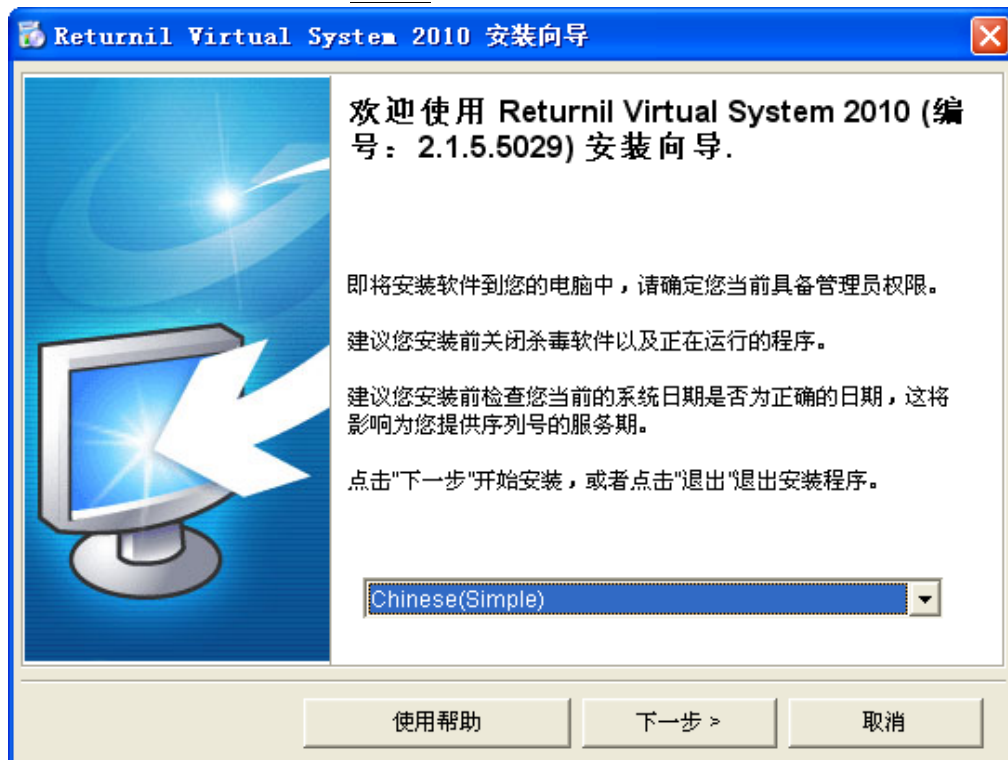 Returnil Virtual System 2010 安装向导
欢迎使用 Returnil Virtual System 2010 (编
号：2.1.5.5029) 安装向导.
即将安装软件到您的电脑中，请确定您当前具备管理员权限。
建议您安装前关闭杀毒软件以及正在运行的程序。
建议您安装前检查您当前的系统日期是否为正确的日期，这将
影响为您提供序列号的服务期。
点击"下一步"开始安装，或者点击"退出"退出安装程序。
Chinese(Simple)
使用帮助
下一步 >
取消